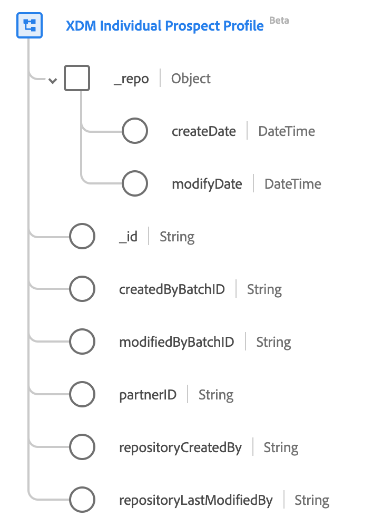 XDM Individual Prospect Profile Beta
_repo Object
createDate DateTime
modifyDate DateTime
_id String
createdByBatchID String
modifiedByBatchID String
partnerID String
repositoryCreatedBy String
repositoryLastModifiedBy String